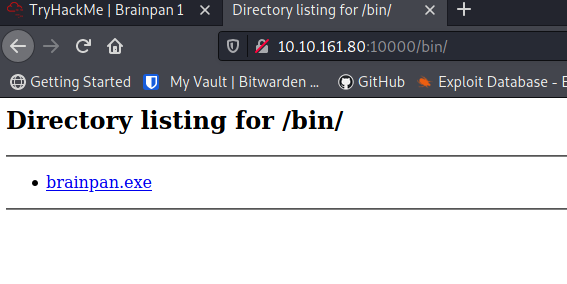 TryHackMe | Brainpan 1 Directory listing for /bin/
10.10.161.80:10000/bin/
Getting Started My Vault | Bitwarden ... GitHub Exploit Database - E
Directory listing for /bin/
brainpan.exe